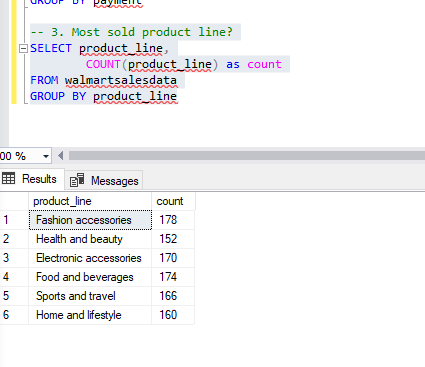 GROUP BY payment
-- 3. Most sold product line?
SELECT product_line,
COUNT(product_line) as count
FROM walmartsalesdata
GROUP BY product_line
00 %
Results Messages
product_line count
1 Fashion accessories 178
2 Health and beauty 152
3 Electronic accessories 170
4 Food and beverages 174
5 Sports and travel 166
6 Home and lifestyle 160